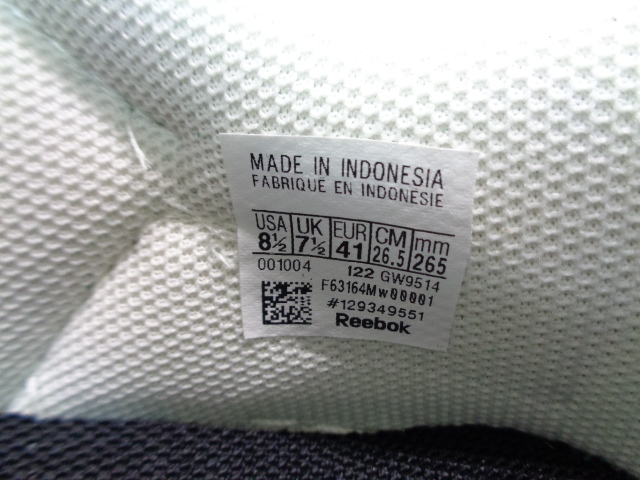 MADE IN INDONESIA
FABRIQUE EN INDONESIE
USA UK EUR CM mm
8½ 7½ 41 26.5 265
001004 122 GW9514
F63164Mw00001
#129349551
Reebok